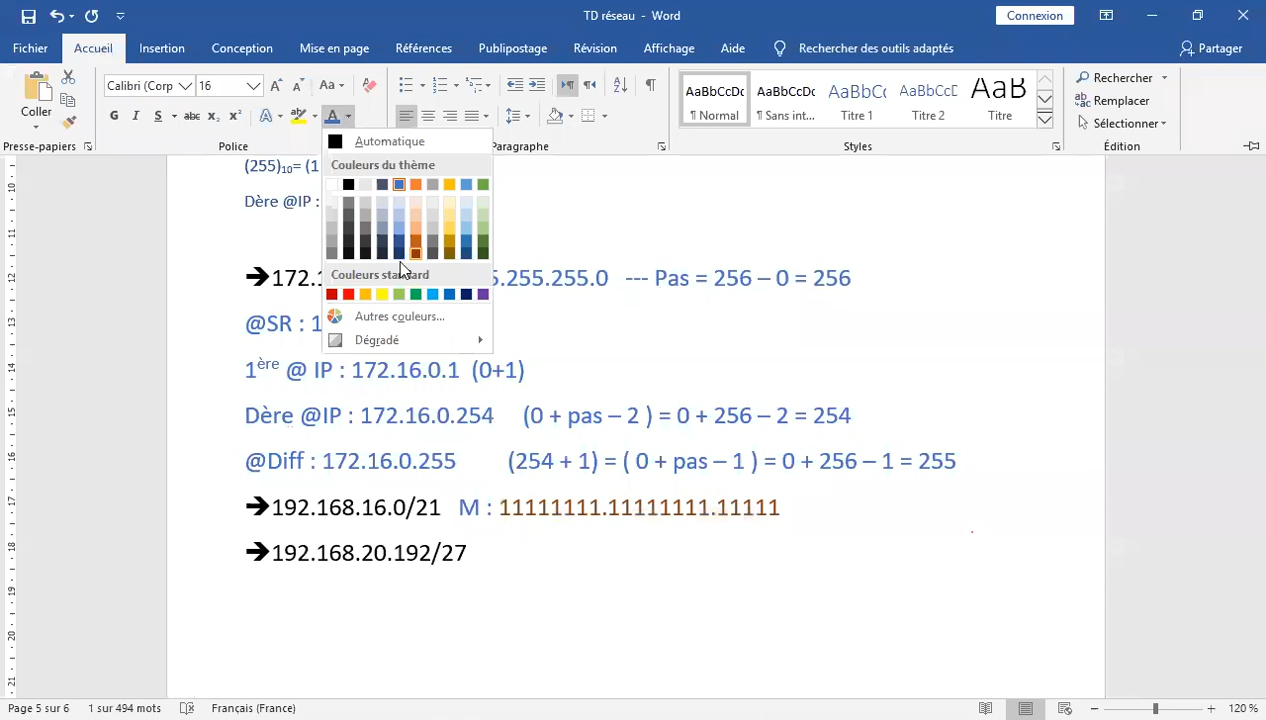 TD réseau - Word
Connexion
Fichier Accueil Insertion Conception Mise en page Références Publipostage Révision Affichage Aide Rechercher des outils adaptés Partager
Coller
Calibri (Corp 16
Aa
AaBbCcDc AaBbCcDc AaBbCc AaBbCcD AaB
¶ Normal ¶ Sans int... Titre 1 Titre 2 Titre
Rechercher
Remplacer
Sélectionner
G I S abc x₂ x² A A
Presse-papiers Police Paragraphe Styles Édition
Automatique
Couleurs du thème
Couleurs standard
Autres couleurs...
Dégradé
(255)₁₀= (1
Dère @IP :
➔172.1 5.255.255.0 --- Pas = 256 – 0 = 256
@SR : 1
1ère @ IP : 172.16.0.1 (0+1)
Dère @IP : 172.16.0.254 (0 + pas – 2 ) = 0 + 256 – 2 = 254
@Diff : 172.16.0.255 (254 + 1) = ( 0 + pas – 1 ) = 0 + 256 – 1 = 255
➔192.168.16.0/21 M : 11111111.11111111.11111
➔192.168.20.192/27
Page 5 sur 6 1 sur 494 mots Français (France) 120 %